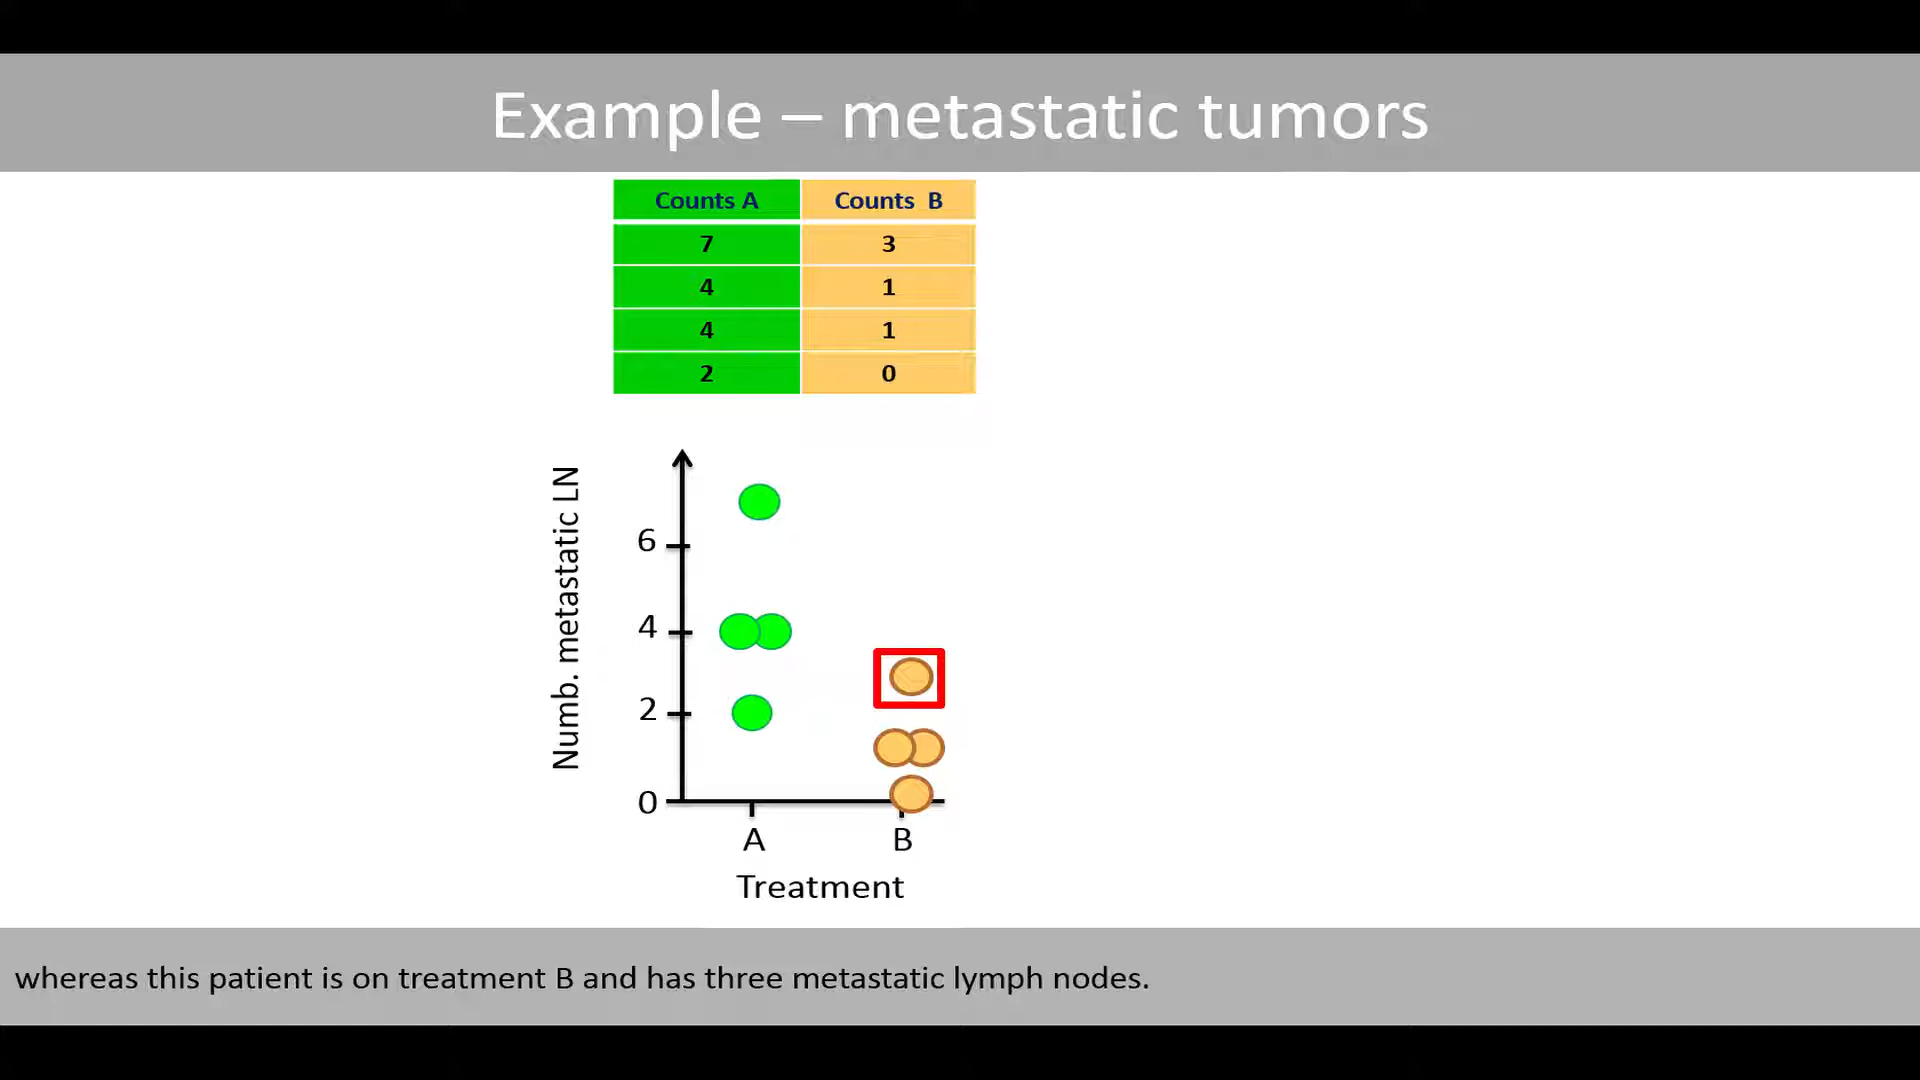 Example – metastatic tumors
Counts A Counts B
7 3
4 1
4 1
2 0
Numb. metastatic LN
6
4
2
0
A B
Treatment
whereas this patient is on treatment B and has three metastatic lymph nodes.